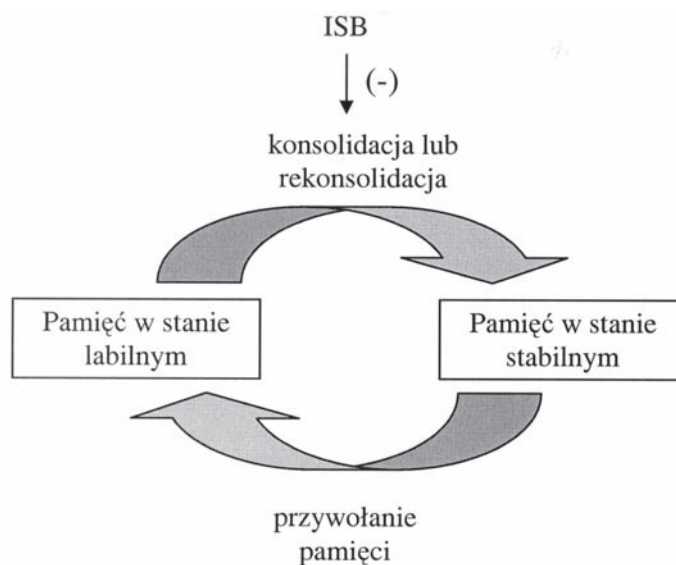 ISB
(-)
konsolidacja lub
rekonsolidacja
Pamięć w stanie
labilnym
Pamięć w stanie
stabilnym
przywołanie
pamięci